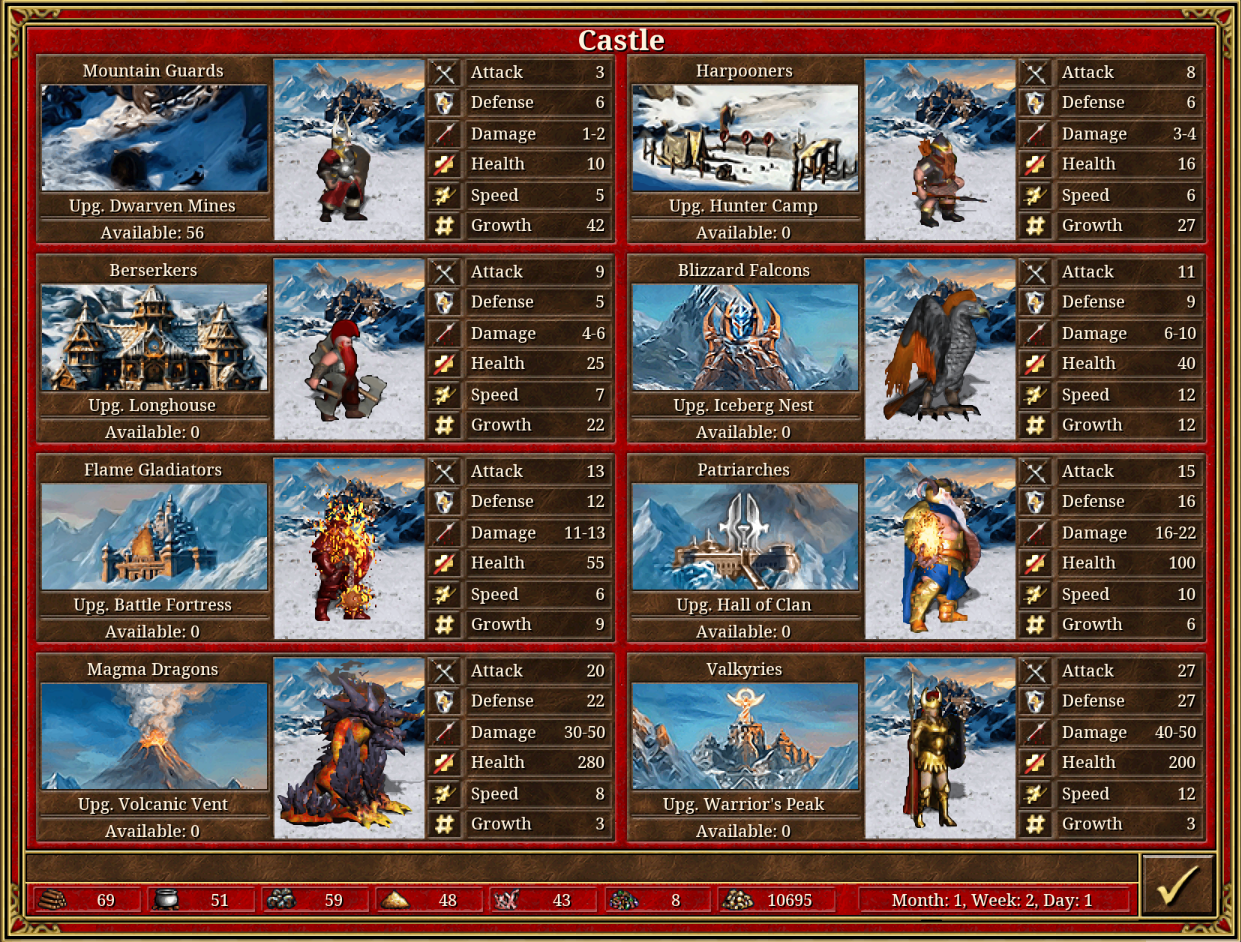 Castle
Mountain Guards
Upg. Dwarven Mines
Available: 56
Attack 3
Defense 6
Damage 1-2
Health 10
Speed 5
Growth 42
Harpooners
Upg. Hunter Camp
Available: 0
Attack 8
Defense 6
Damage 3-4
Health 16
Speed 6
Growth 27
Berserkers
Upg. Longhouse
Available: 0
Attack 9
Defense 5
Damage 4-6
Health 25
Speed 7
Growth 22
Blizzard Falcons
Upg. Iceberg Nest
Available: 0
Attack 11
Defense 9
Damage 6-10
Health 40
Speed 12
Growth 12
Flame Gladiators
Upg. Battle Fortress
Available: 0
Attack 13
Defense 12
Damage 11-13
Health 55
Speed 6
Growth 9
Patriarches
Upg. Hall of Clan
Available: 0
Attack 15
Defense 16
Damage 16-22
Health 100
Speed 10
Growth 6
Magma Dragons
Upg. Volcanic Vent
Available: 0
Attack 20
Defense 22
Damage 30-50
Health 280
Speed 8
Growth 3
Valkyries
Upg. Warrior's Peak
Available: 0
Attack 27
Defense 27
Damage 40-50
Health 200
Speed 12
Growth 3
69 51 59 48 43 8 10695 Month: 1, Week: 2, Day: 1